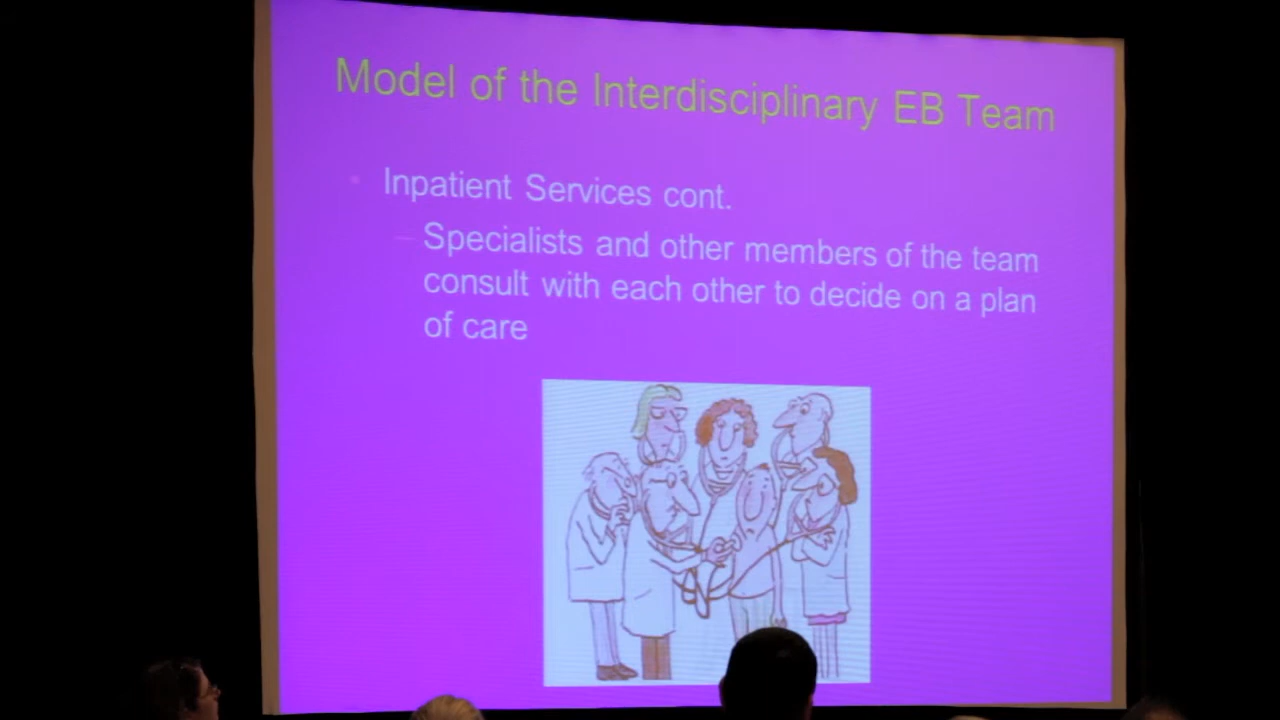 Model of the Interdisciplinary EB Team
• Inpatient Services cont.
– Specialists and other members of the team
consult with each other to decide on a plan
of care